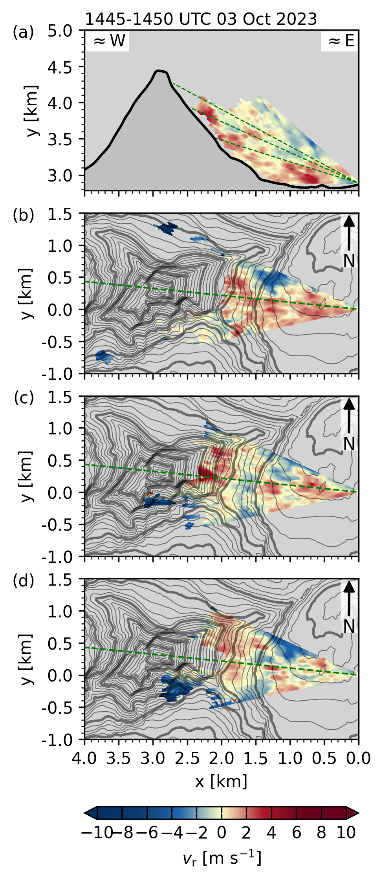 1445-1450 UTC 03 Oct 2023
(a)
≈ W
≈ E
y [km]
5.0
4.5
4.0
3.5
3.0
(b)
N
y [km]
1.5
1.0
0.5
0.0
-0.5
-1.0
(c)
N
y [km]
1.5
1.0
0.5
0.0
-0.5
-1.0
(d)
N
y [km]
1.5
1.0
0.5
0.0
-0.5
-1.0
4.0 3.5 3.0 2.5 2.0 1.5 1.0 0.5 0.0
x [km]
−10 −8 −6 −4 −2 0 2 4 6 8 10
vr [m s−1]